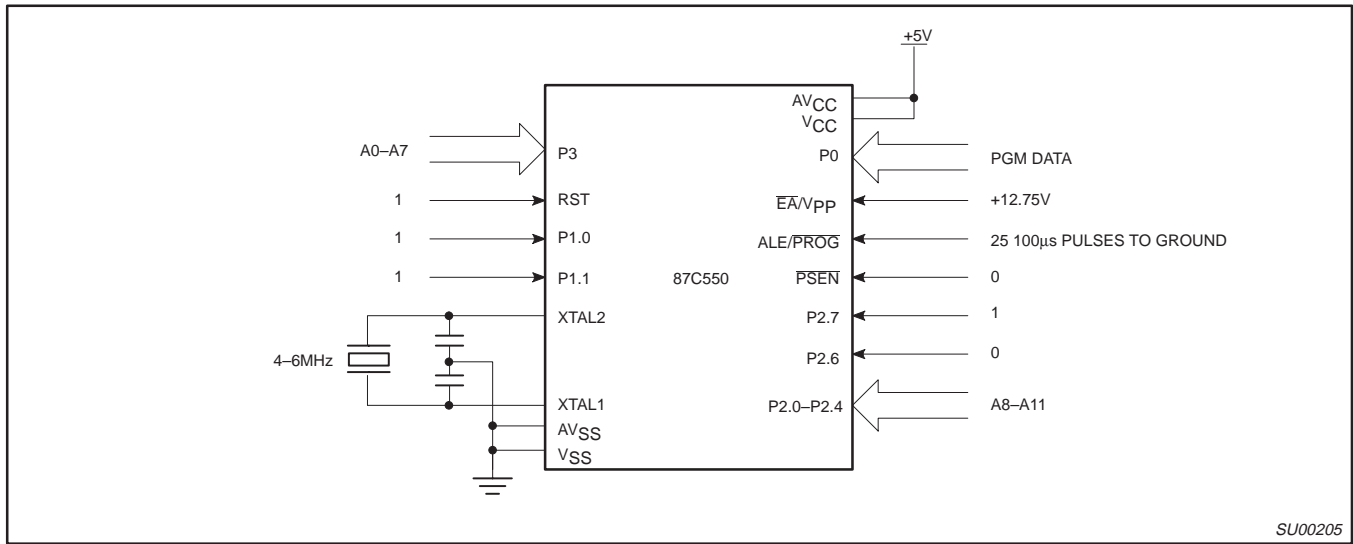 +5V
AVCC
VCC
A0–A7
P3
P0
PGM DATA
1
RST
EA/VPP
+12.75V
1
P1.0
ALE/PROG
25 100µs PULSES TO GROUND
1
P1.1
87C550
PSEN
0
XTAL2
P2.7
1
4–6MHz
P2.6
0
XTAL1
P2.0–P2.4
A8–A11
AVSS
VSS
SU00205